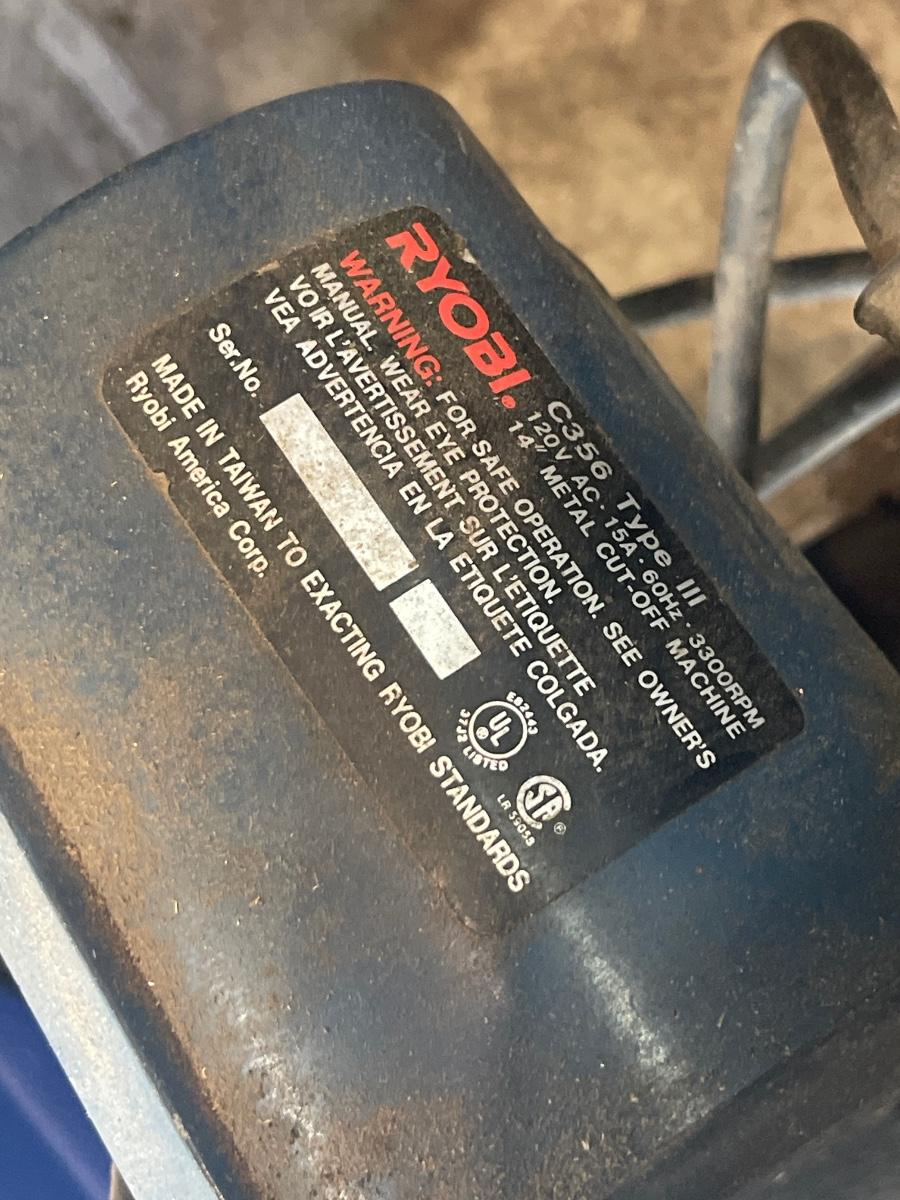 RYOBI®
C356 Type III
120V AC · 15A · 60Hz · 3300RPM
14" METAL CUT-OFF MACHINE
WARNING: FOR SAFE OPERATION. SEE OWNER'S
MANUAL. WEAR EYE PROTECTION.
VOIR L'AVERTISSEMENT SUR L'ETIQUETTE
VEA ADVERTENCIA EN LA ETIQUETE COLGADA.
Ser.No.
UL®
LISTED
SA®
MADE IN TAIWAN TO EXACTING RYOBI STANDARDS
Ryobi America Corp.